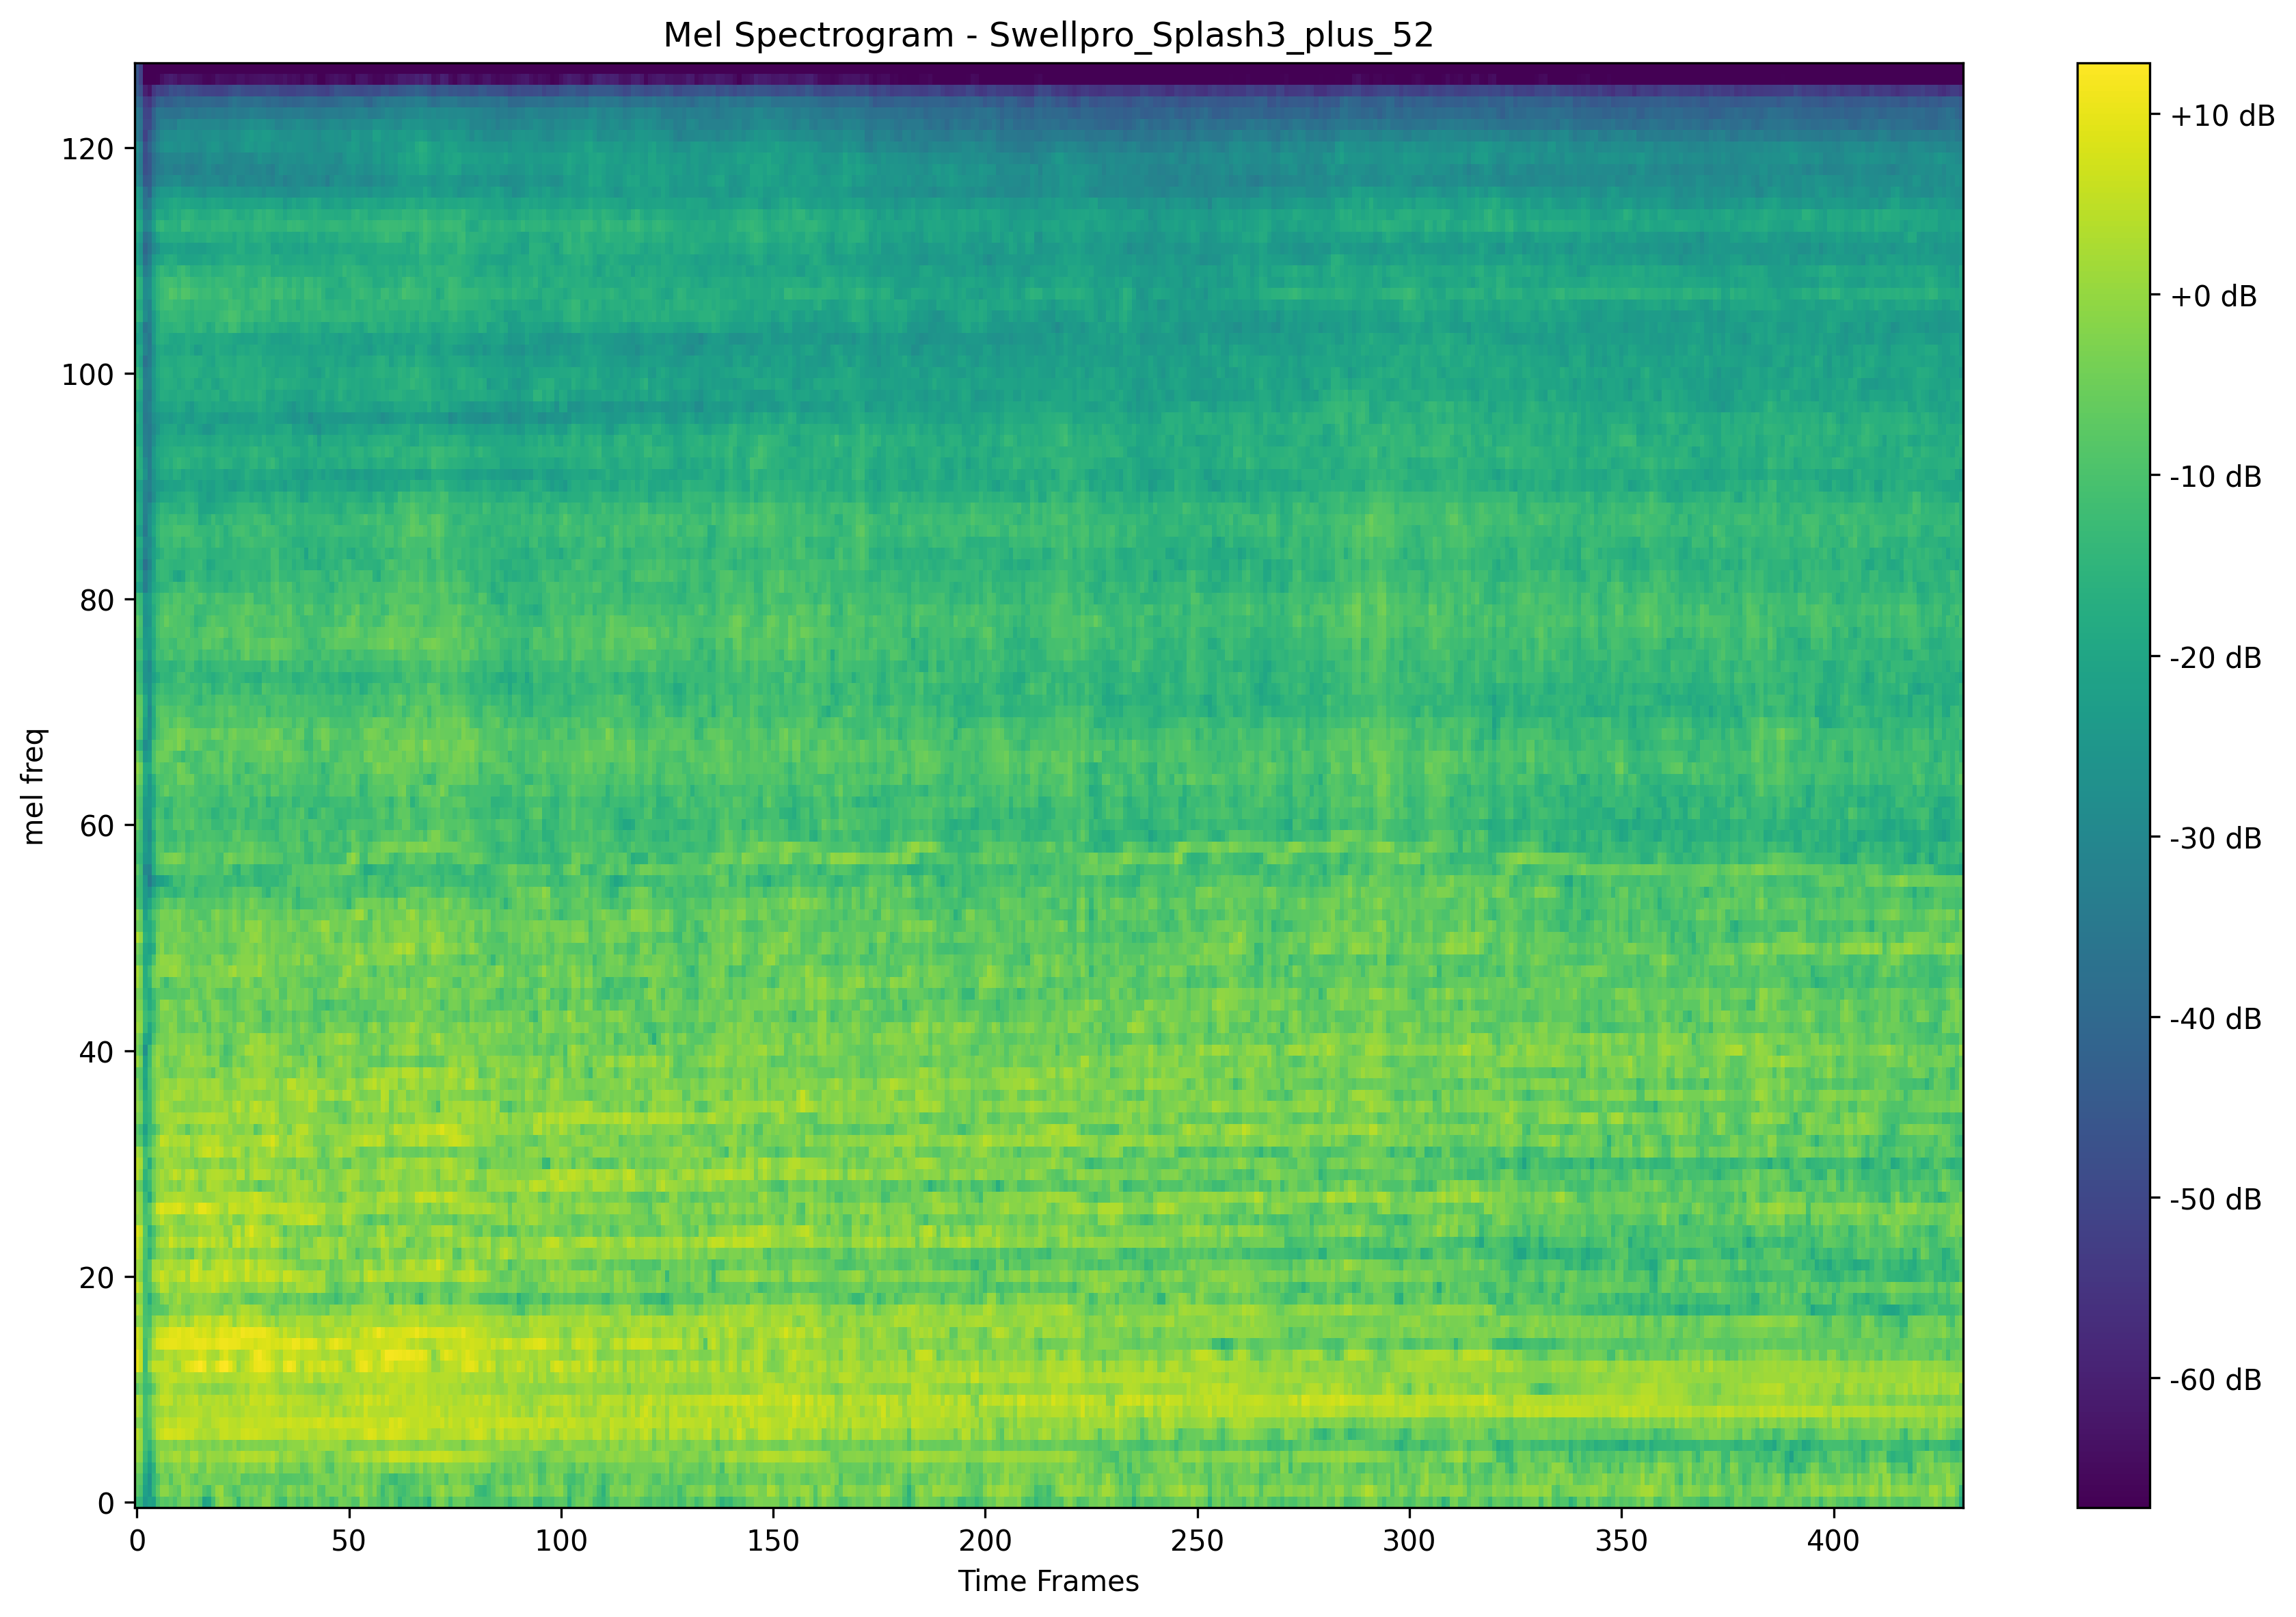 Mel Spectrogram - Swellpro_Splash3_plus_52
mel freq
120
100
80
60
40
20
0
0 50 100 150 200 250 300 350 400
Time Frames
+10 dB
+0 dB
-10 dB
-20 dB
-30 dB
-40 dB
-50 dB
-60 dB